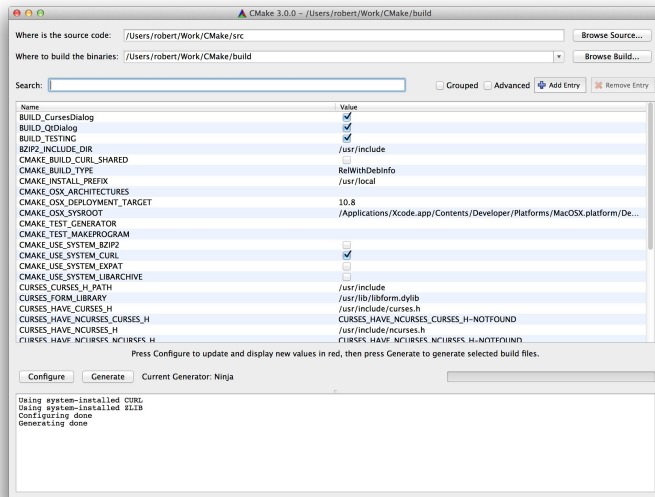 CMake 3.0.0 - /Users/robert/Work/CMake/build
Where is the source code: /Users/robert/Work/CMake/src Browse Source...
Where to build the binaries: /Users/robert/Work/CMake/build Browse Build...
Search: Grouped Advanced Add Entry Remove Entry
Name Value
BUILD_CursesDialog
BUILD_QtDialog
BUILD_TESTING
BZIP2_INCLUDE_DIR /usr/include
CMAKE_BUILD_CURL_SHARED
CMAKE_BUILD_TYPE RelWithDebInfo
CMAKE_INSTALL_PREFIX /usr/local
CMAKE_OSX_ARCHITECTURES
CMAKE_OSX_DEPLOYMENT_TARGET 10.8
CMAKE_OSX_SYSROOT /Applications/Xcode.app/Contents/Developer/Platforms/MacOSX.platform/De...
CMAKE_TEST_GENERATOR
CMAKE_TEST_MAKEPROGRAM
CMAKE_USE_SYSTEM_BZIP2
CMAKE_USE_SYSTEM_CURL
CMAKE_USE_SYSTEM_EXPAT
CMAKE_USE_SYSTEM_LIBARCHIVE
CURSES_CURSES_H_PATH /usr/include
CURSES_FORM_LIBRARY /usr/lib/libform.dylib
CURSES_HAVE_CURSES_H /usr/include/curses.h
CURSES_HAVE_NCURSES_CURSES_H CURSES_HAVE_NCURSES_CURSES_H-NOTFOUND
CURSES_HAVE_NCURSES_H /usr/include/ncurses.h
CURSES_HAVE_NCURSES_NCURSES_H CURSES_HAVE_NCURSES_NCURSES_H-NOTFOUND
Press Configure to update and display new values in red, then press Generate to generate selected build files.
Configure Generate Current Generator: Ninja
Using system-installed CURL
Using system-installed ZLIB
Configuring done
Generating done